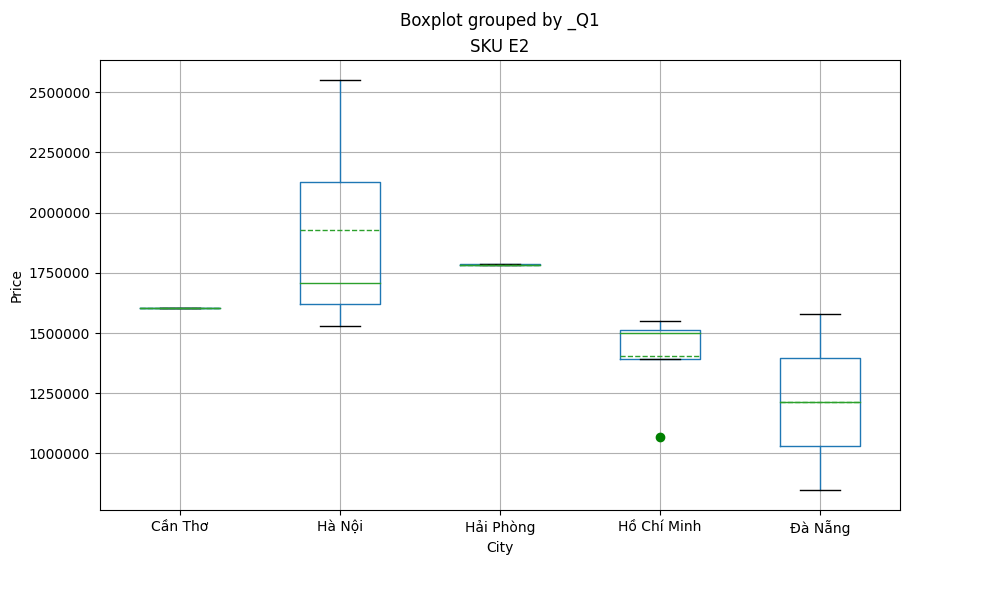 Boxplot grouped by _Q1
SKU E2
2500000
2250000
2000000
1750000
1500000
1250000
1000000
Price
Cần Thơ
Hà Nội
Hải Phòng
Hồ Chí Minh
Đà Nẵng
City